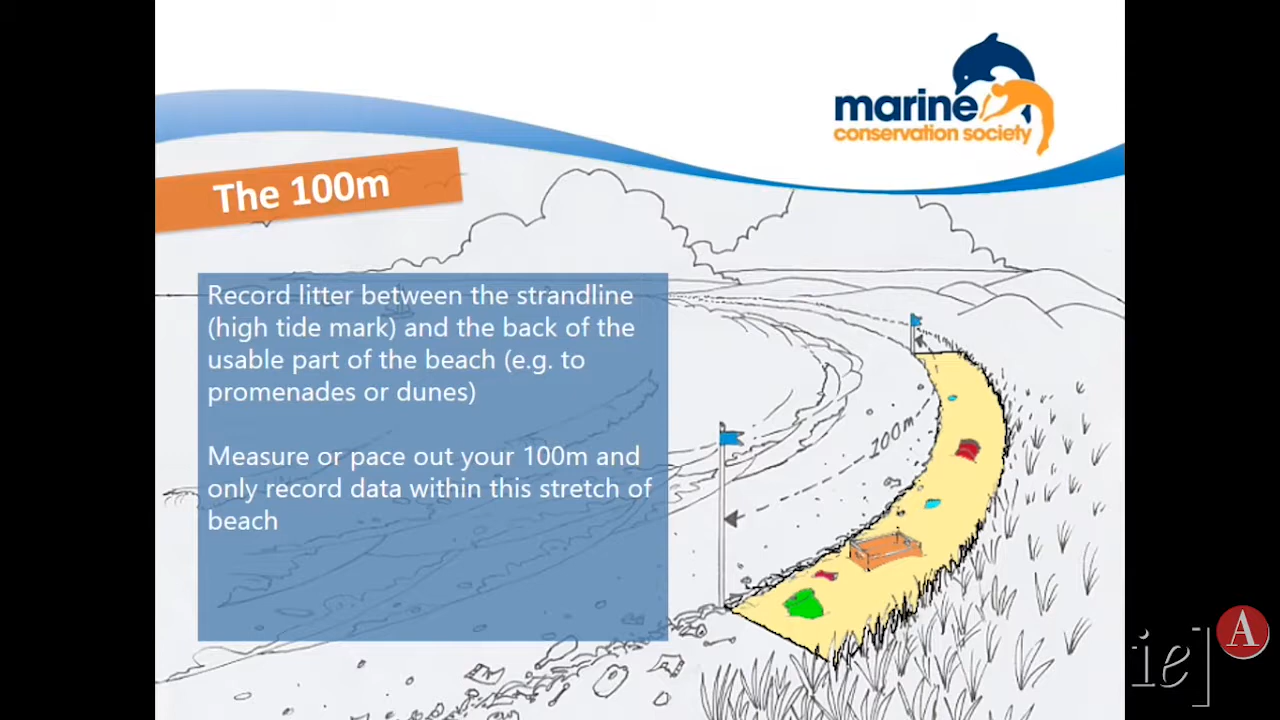 marine
conservation society
The 100m
Record litter between the strandline
(high tide mark) and the back of the
usable part of the beach (e.g. to
promenades or dunes)
Measure or pace out your 100m and
only record data within this stretch of
beach
100m
ie]
A